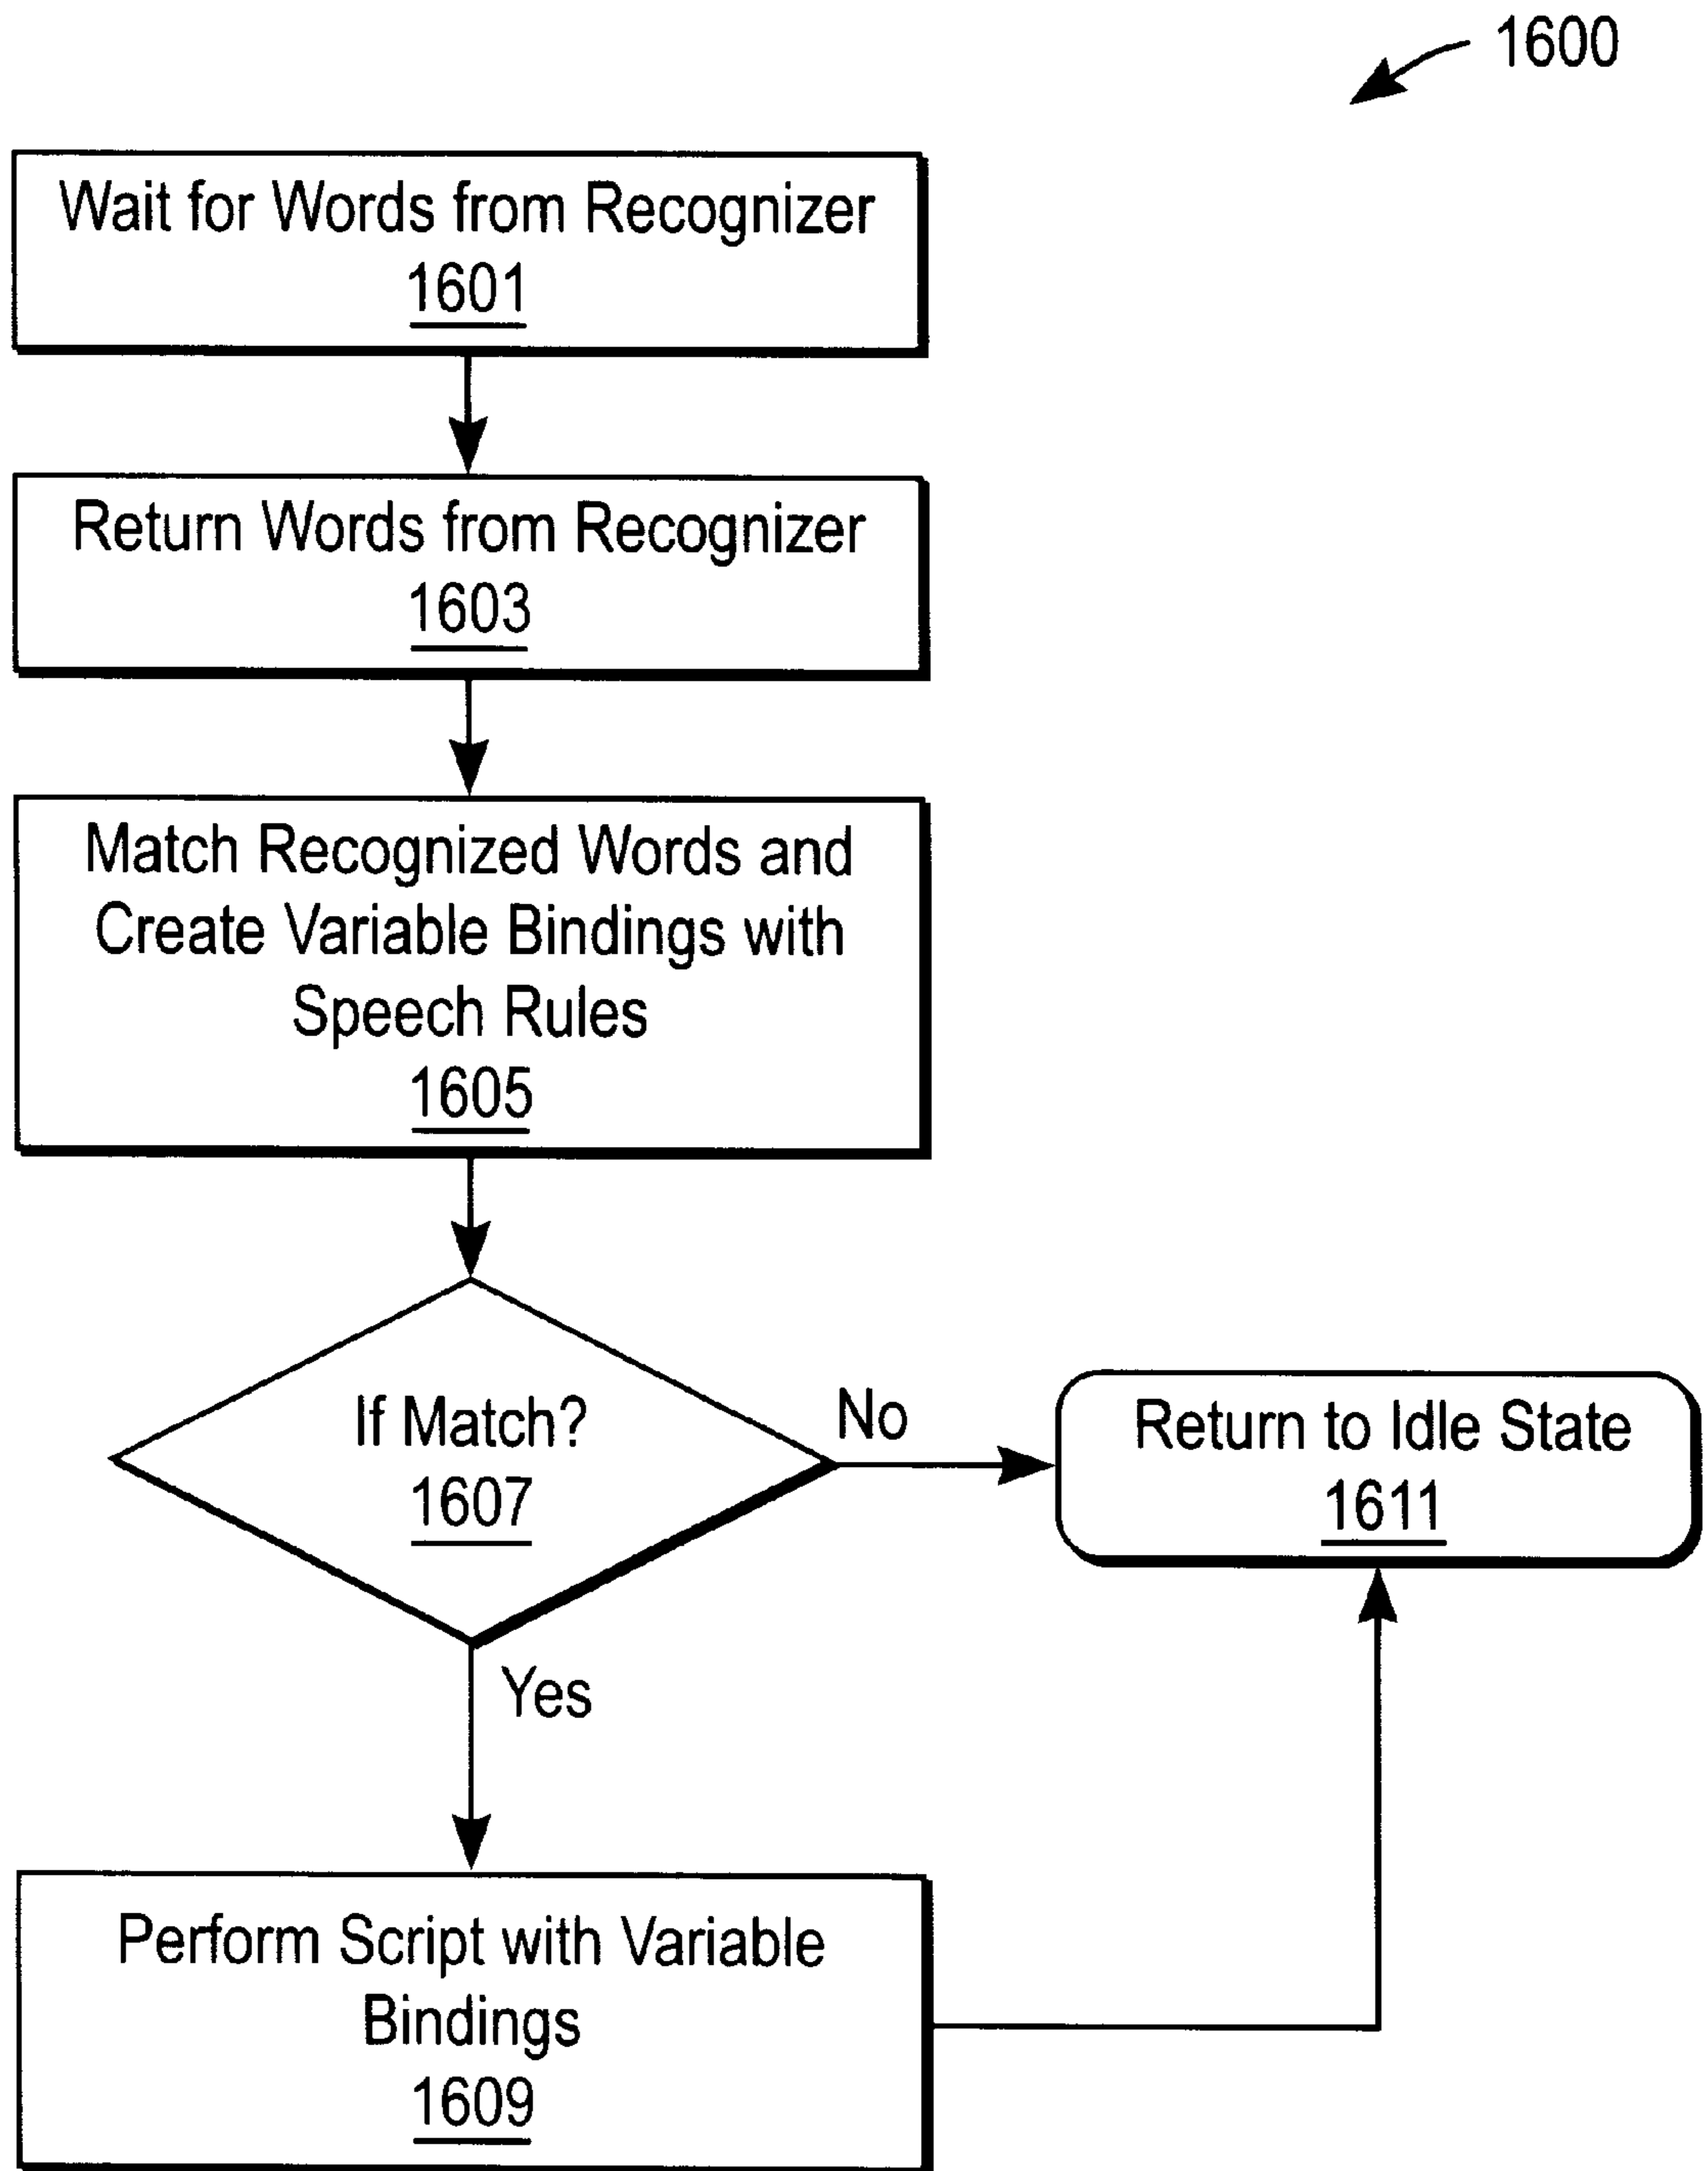 1600
Wait for Words from Recognizer
1601
Return Words from Recognizer
1603
Match Recognized Words and
Create Variable Bindings with
Speech Rules
1605
If Match?
1607
No
Return to Idle State
1611
Yes
Perform Script with Variable
Bindings
1609